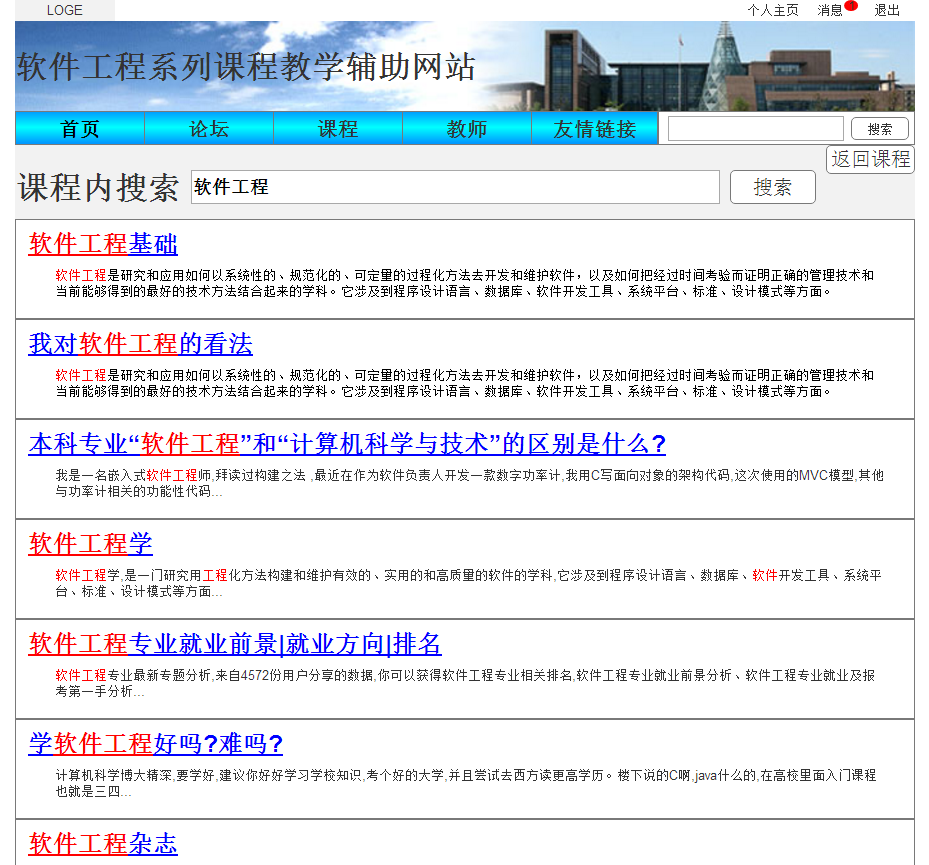 LOGE
个人主页 消息 退出
软件工程系列课程教学辅助网站
首页 论坛 课程 教师 友情链接 搜索
返回课程
课程内搜索 软件工程 搜索
软件工程基础
软件工程是研究和应用如何以系统性的、规范化的、可定量的过程化方法去开发和维护软件，以及如何把经过时间考验而证明正确的管理技术和
当前能够得到的最好的技术方法结合起来的学科。它涉及到程序设计语言、数据库、软件开发工具、系统平台、标准、设计模式等方面。
我对软件工程的看法
软件工程是研究和应用如何以系统性的、规范化的、可定量的过程化方法去开发和维护软件，以及如何把经过时间考验而证明正确的管理技术和
当前能够得到的最好的技术方法结合起来的学科。它涉及到程序设计语言、数据库、软件开发工具、系统平台、标准、设计模式等方面。
本科专业“软件工程”和“计算机科学与技术”的区别是什么?
我是一名嵌入式软件工程师,拜读过构建之法 ,最近在作为软件负责人开发一款数字功率计,我用C写面向对象的架构代码,这次使用的MVC模型,其他
与功率计相关的功能性代码...
软件工程学
软件工程学,是一门研究用工程化方法构建和维护有效的、实用的和高质量的软件的学科,它涉及到程序设计语言、数据库、软件开发工具、系统平
台、标准、设计模式等方面...
软件工程专业就业前景|就业方向|排名
软件工程专业最新专题分析,来自4572份用户分享的数据,你可以获得软件工程专业相关排名,软件工程专业就业前景分析、软件工程专业就业及报
考第一手分析...
学软件工程好吗?难吗?
计算机科学博大精深,要学好,建议你好好学习学校知识,考个好的大学,并且尝试去西方读更高学历。楼下说的C啊,java什么的,在高校里面入门课程
也就是三四...
软件工程杂志